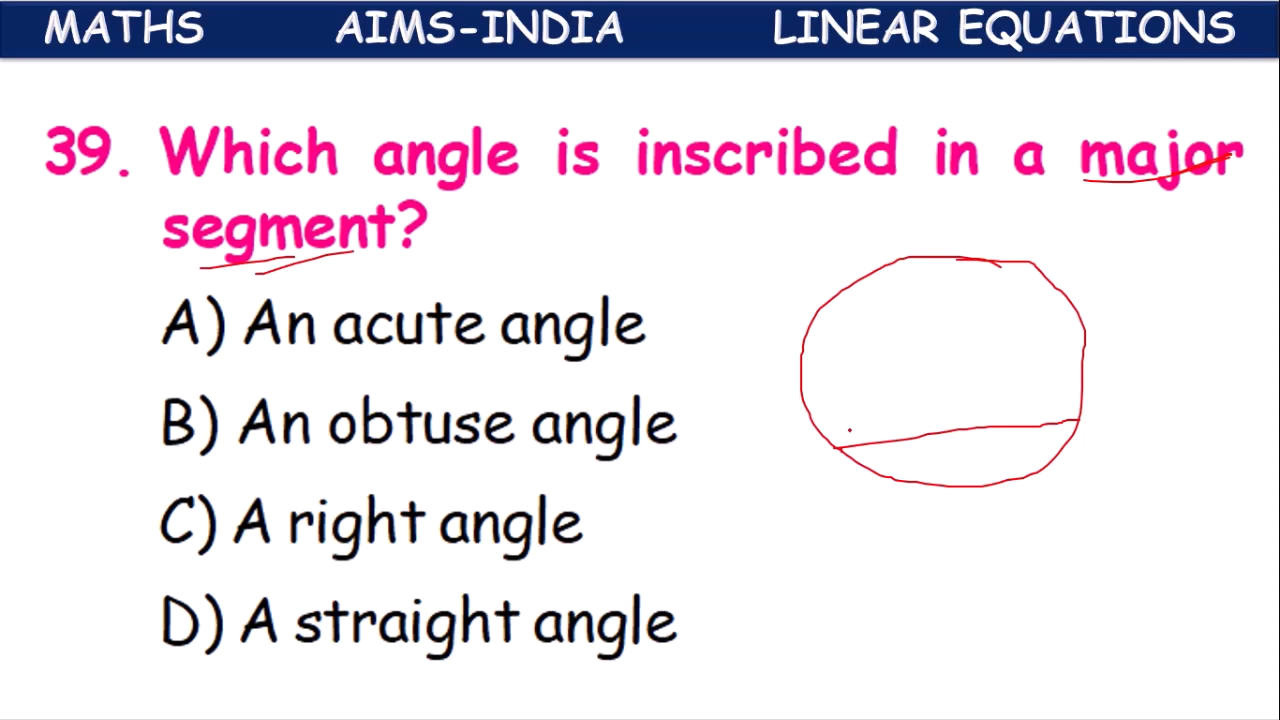 MATHS AIMS-INDIA LINEAR EQUATIONS
39. Which angle is inscribed in a major
segment?
A) An acute angle
B) An obtuse angle
C) A right angle
D) A straight angle